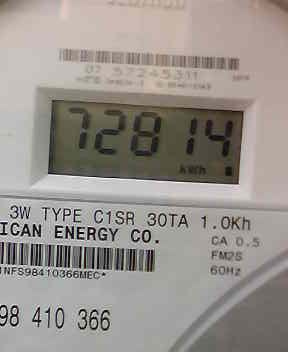 07 57245311
72814
kWh
3W TYPE C1SR 30TA 1.0Kh
ICAN ENERGY CO.
CA 0.5
FM2S
60Hz
1NFS98410366MEC*
98 410 366